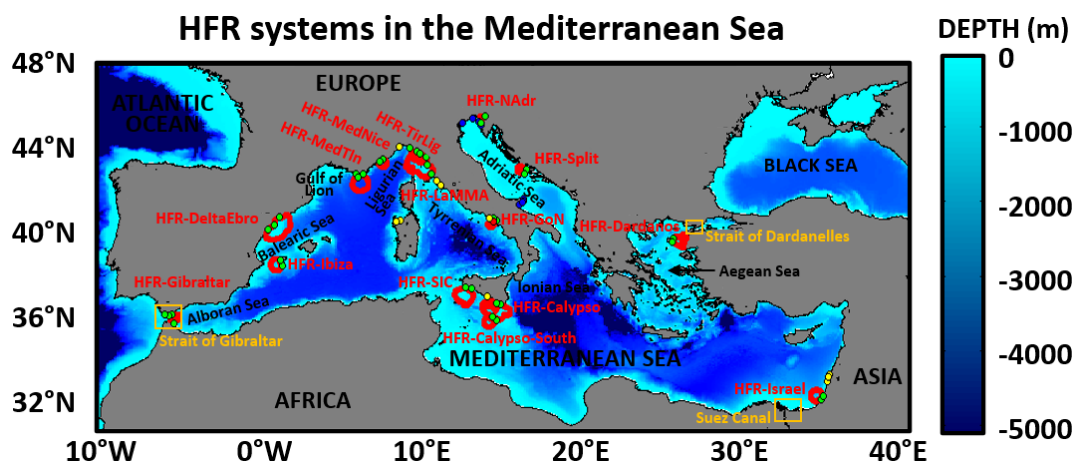 HFR systems in the Mediterranean Sea
DEPTH (m)
48°N
44°N
40°N
36°N
32°N
10°W
0°W
10°E
20°E
30°E
40°E
0
-1000
-2000
-3000
-4000
-5000
EUROPE
ATLANTIC
OCEAN
HFR-NAdr
HFR-MedNice
HFR-TirLig
HFR-MedTln
HFR-Split
Adriatic Sea
BLACK SEA
Gulf of
Lion
Ligurian
Sea
HFR-LaMMA
HFR-DeltaEbro
Balearic Sea
Tyrrenian Sea
HFR-GoN
HFR-Dardanos
Strait of Dardanelles
HFR-Ibiza
Aegean Sea
HFR-Gibraltar
HFR-SIC
Ionian Sea
Alboran Sea
HFR-Calypso
Strait of Gibraltar
HFR-Calypso-South
MEDITERRANEAN SEA
ASIA
HFR-Israel
AFRICA
Suez Canal